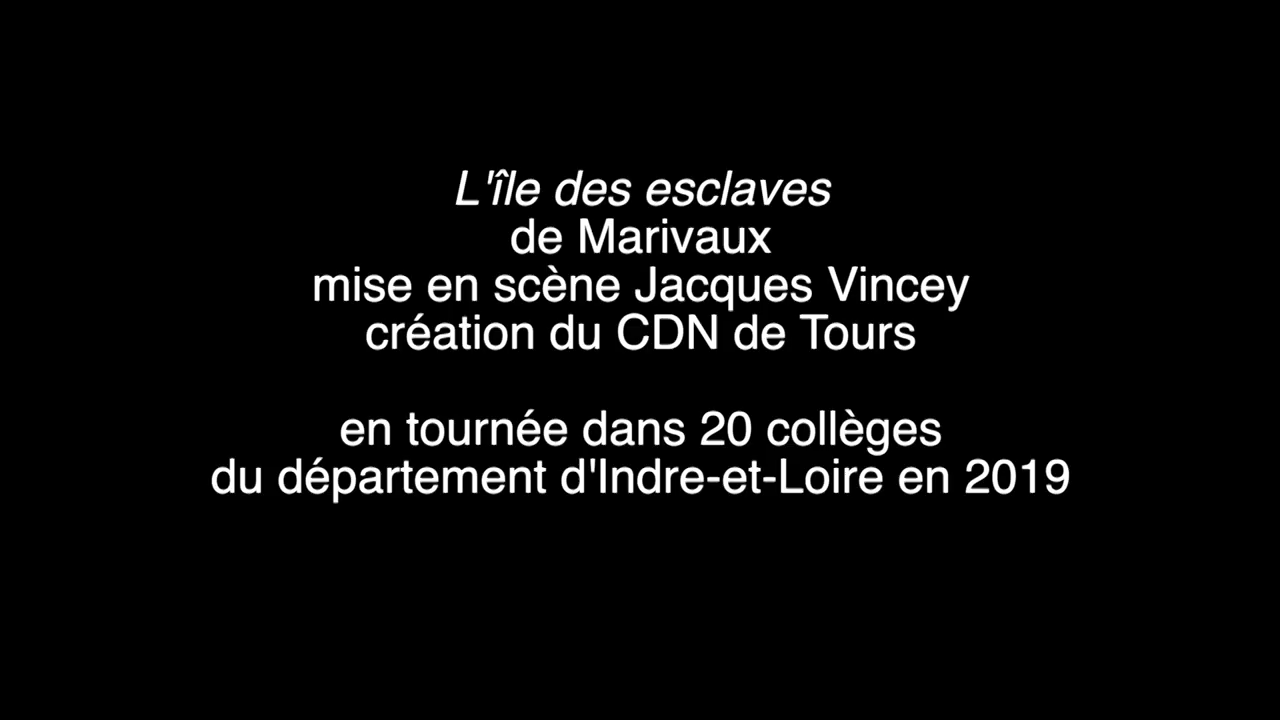 L'île des esclaves
de Marivaux
mise en scène Jacques Vincey
création du CDN de Tours
en tournée dans 20 collèges
du département d'Indre-et-Loire en 2019